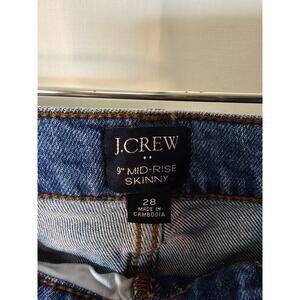 J.CREW
9" MID-RISE
SKINNY
28
MADE IN
CAMBODIA